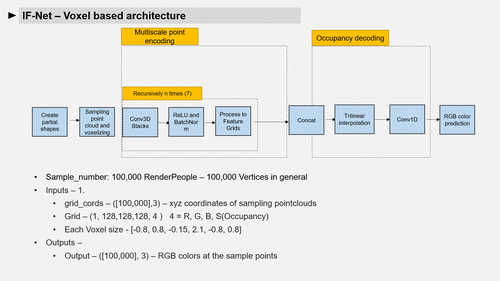 IF-Net – Voxel based architecture
Multiscale point
encoding
Occupancy decoding
Recursively n times (7)
Create
partial
shapes
Sampling
point
cloud and
voxelizing
Conv3D
Stacks
ReLU and
BatchNor
m
Process to
Feature
Grids
Concat
Trilinear
interpolation
Conv1D
RGB color
prediction
• Sample_number: 100,000 RenderPeople – 100,000 Vertices in general
• Inputs – 1.
• grid_cords – ([100,000],3) – xyz coordinates of sampling pointclouds
• Grid – (1, 128,128,128, 4 ) 4 = R, G, B, S(Occupancy)
• Each Voxel size - [-0.8, 0.8, -0.15, 2.1, -0.8, 0.8]
• Outputs –
• Output – ([100,000], 3) – RGB colors at the sample points